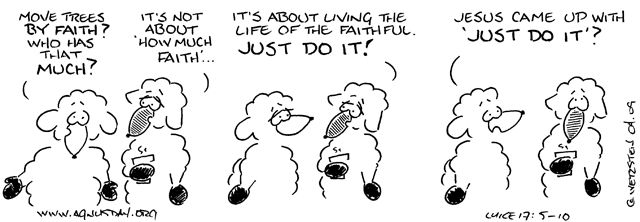 MOVE TREES
BY FAITH?
WHO HAS
THAT
MUCH?
IT'S NOT
ABOUT
'HOW MUCH
FAITH'...
IT'S ABOUT LIVING THE
LIFE OF THE FAITHFUL.
JUST DO IT!
JESUS CAME UP WITH
'JUST DO IT'?
WWW.AGNUSDAY.ORG
LUKE 17: 5-10